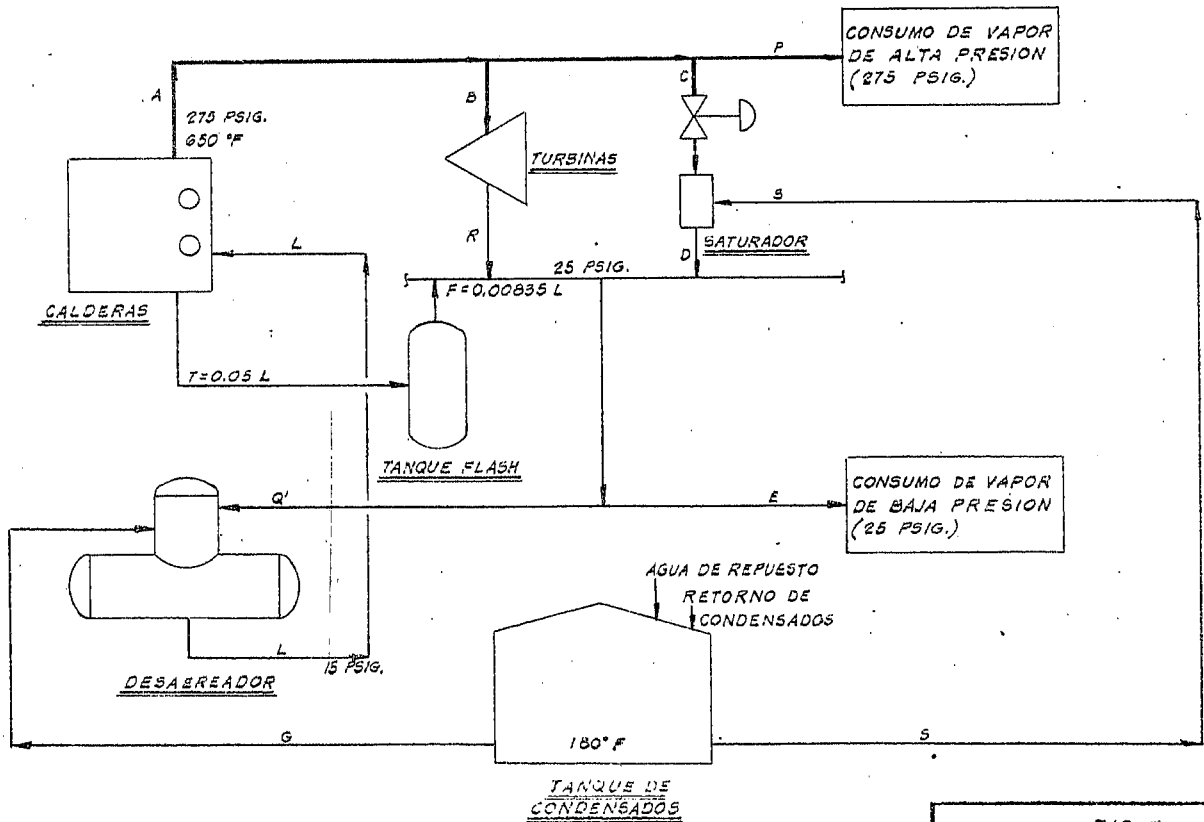 CONSUMO DE VAPOR
DE ALTA PRESION
(275 PSIG.)
P
A
B
C
275 PSIG.
650 °F
TURBINAS
S
L
R
SATURADOR
D
25 PSIG.
F=0.00835 L
CALDERAS
T=0.05 L
TANQUE FLASH
Q'
E
CONSUMO DE VAPOR
DE BAJA PRESION
(25 PSIG.)
AGUA DE REPUESTO
RETORNO DE
CONDENSADOS
L
15 PSIG.
DESAEREADOR
G
180° F
S
TANQUE DE
CONDENSADOS